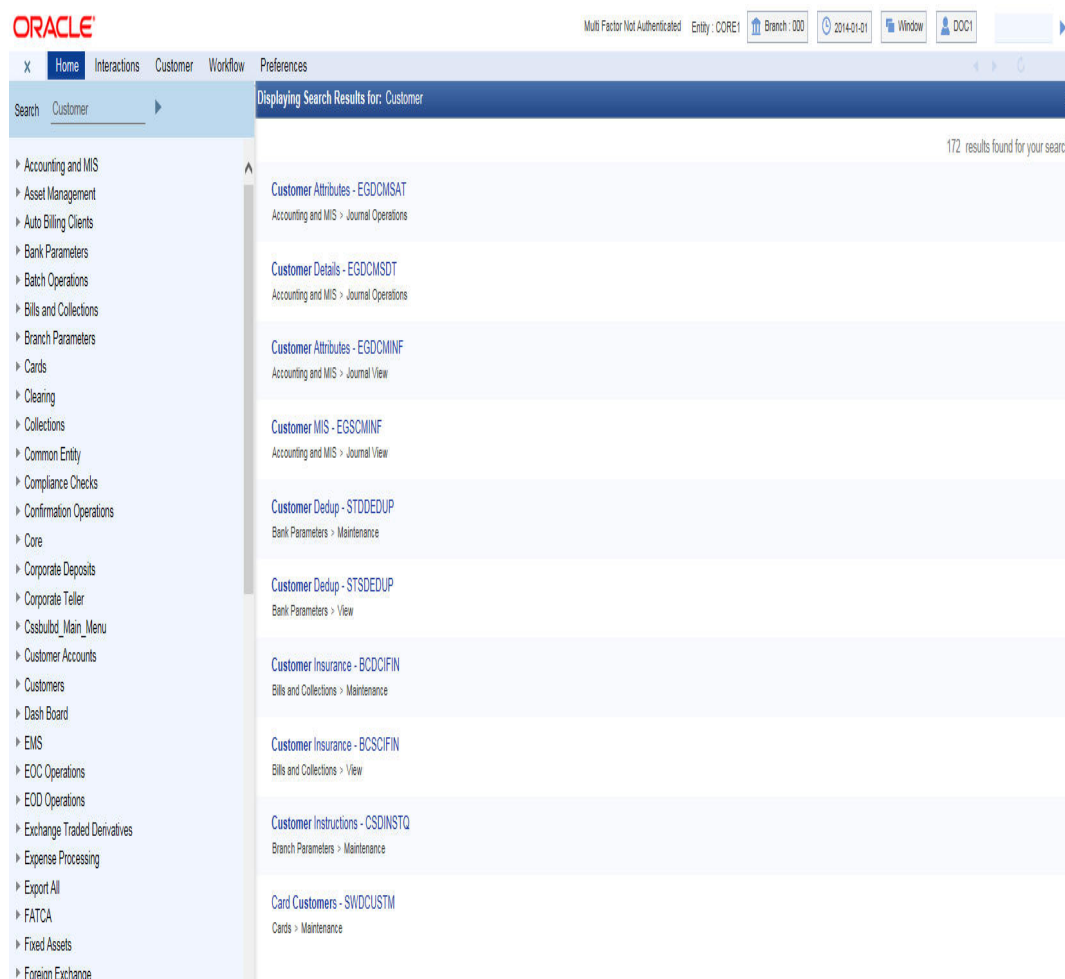 ORACLE
Multi Factor Not Authenticated Entity : CORE1 Branch : 000 2014-01-01 Window DOC1
X Home Interactions Customer Workflow Preferences
Search Customer
Displaying Search Results for: Customer
172 results found for your searc
Accounting and MIS
Asset Management
Auto Billing Clients
Bank Parameters
Batch Operations
Bills and Collections
Branch Parameters
Cards
Clearing
Collections
Common Entity
Compliance Checks
Confirmation Operations
Core
Corporate Deposits
Corporate Teller
Cssbulbd_Main_Menu
Customer Accounts
Customers
Dash Board
EMS
EOC Operations
EOD Operations
Exchange Traded Derivatives
Expense Processing
Export All
FATCA
Fixed Assets
Foreign Exchange
Customer Attributes - EGDCMSAT
Accounting and MIS > Journal Operations
Customer Details - EGDCMSDT
Accounting and MIS > Journal Operations
Customer Attributes - EGDCMINF
Accounting and MIS > Journal View
Customer MIS - EGSCMINF
Accounting and MIS > Journal View
Customer Dedup - STDDEDUP
Bank Parameters > Maintenance
Customer Dedup - STSDEDUP
Bank Parameters > View
Customer Insurance - BCDCIFIN
Bills and Collections > Maintenance
Customer Insurance - BCSCIFIN
Bills and Collections > View
Customer Instructions - CSDINSTQ
Branch Parameters > Maintenance
Card Customers - SWDCUSTM
Cards > Maintenance